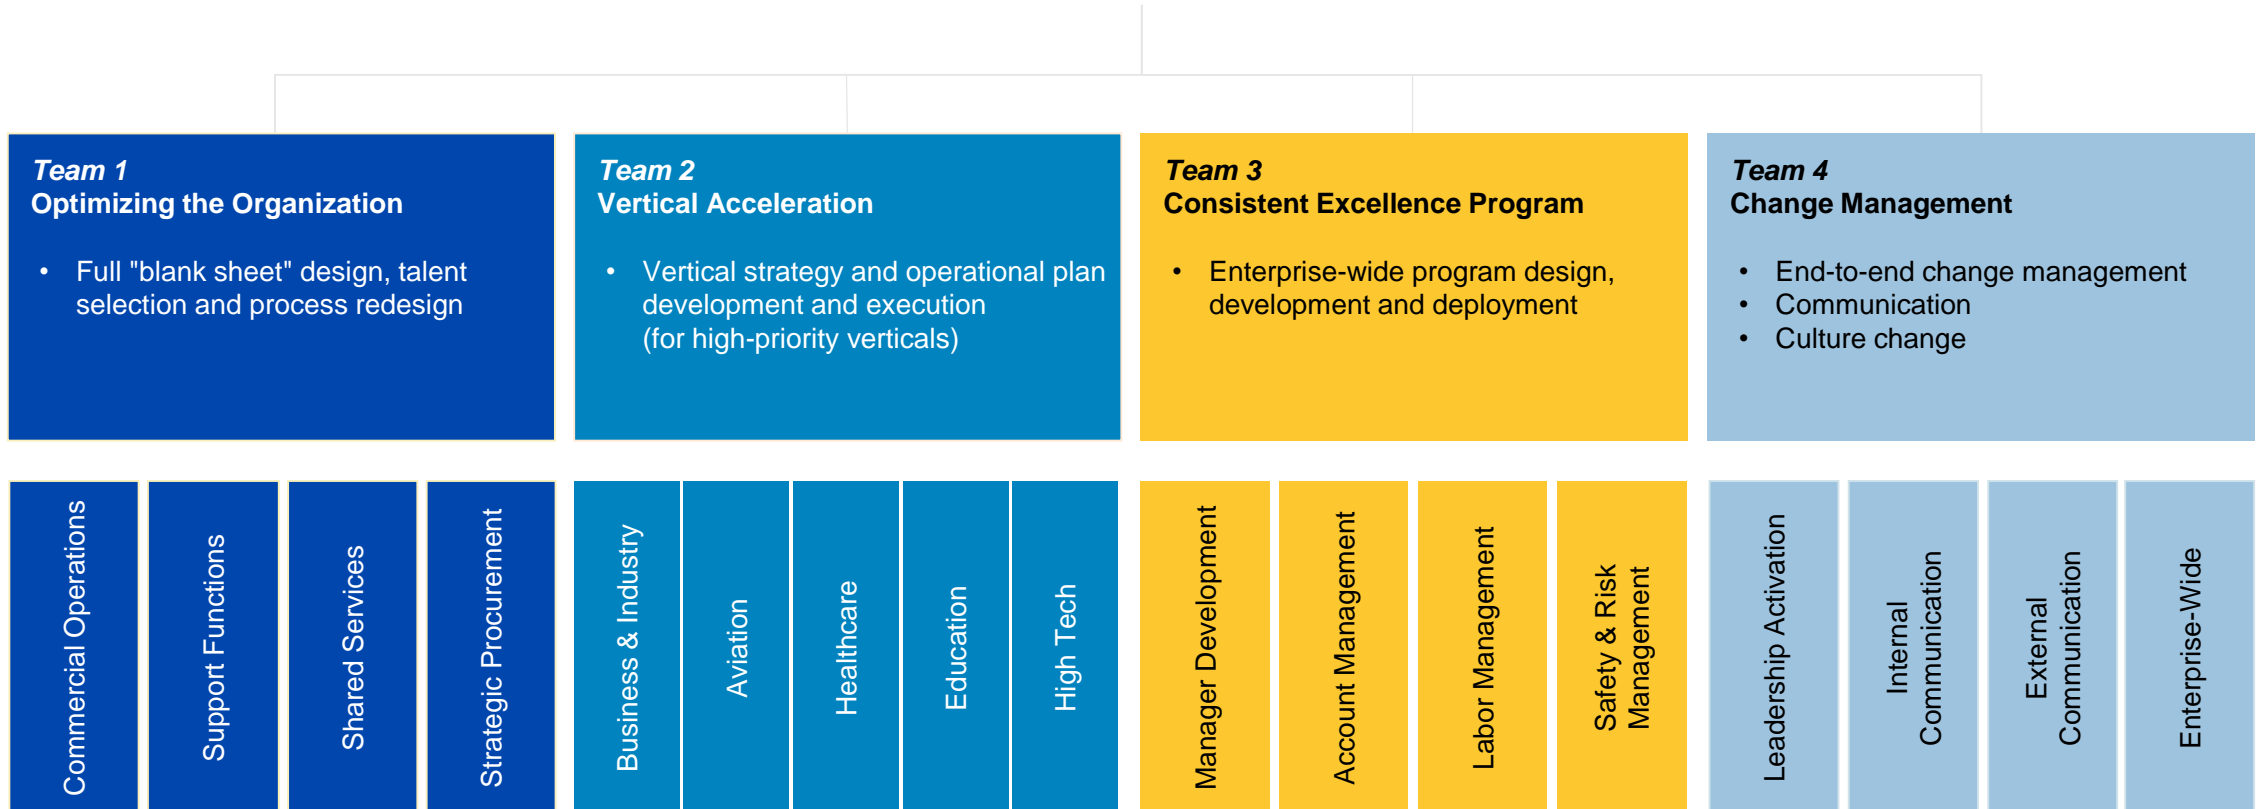 Team 1
Optimizing the Organization
• Full "blank sheet" design, talent
selection and process redesign
Team 2
Vertical Acceleration
• Vertical strategy and operational plan
development and execution
(for high-priority verticals)
Team 3
Consistent Excellence Program
• Enterprise-wide program design,
development and deployment
Team 4
Change Management
• End-to-end change management
• Communication
• Culture change
Commercial Operations
Support Functions
Shared Services
Strategic Procurement
Business & Industry
Aviation
Healthcare
Education
High Tech
Manager Development
Account Management
Labor Management
Safety & Risk
Management
Leadership Activation
Internal
Communication
External
Communication
Enterprise-Wide